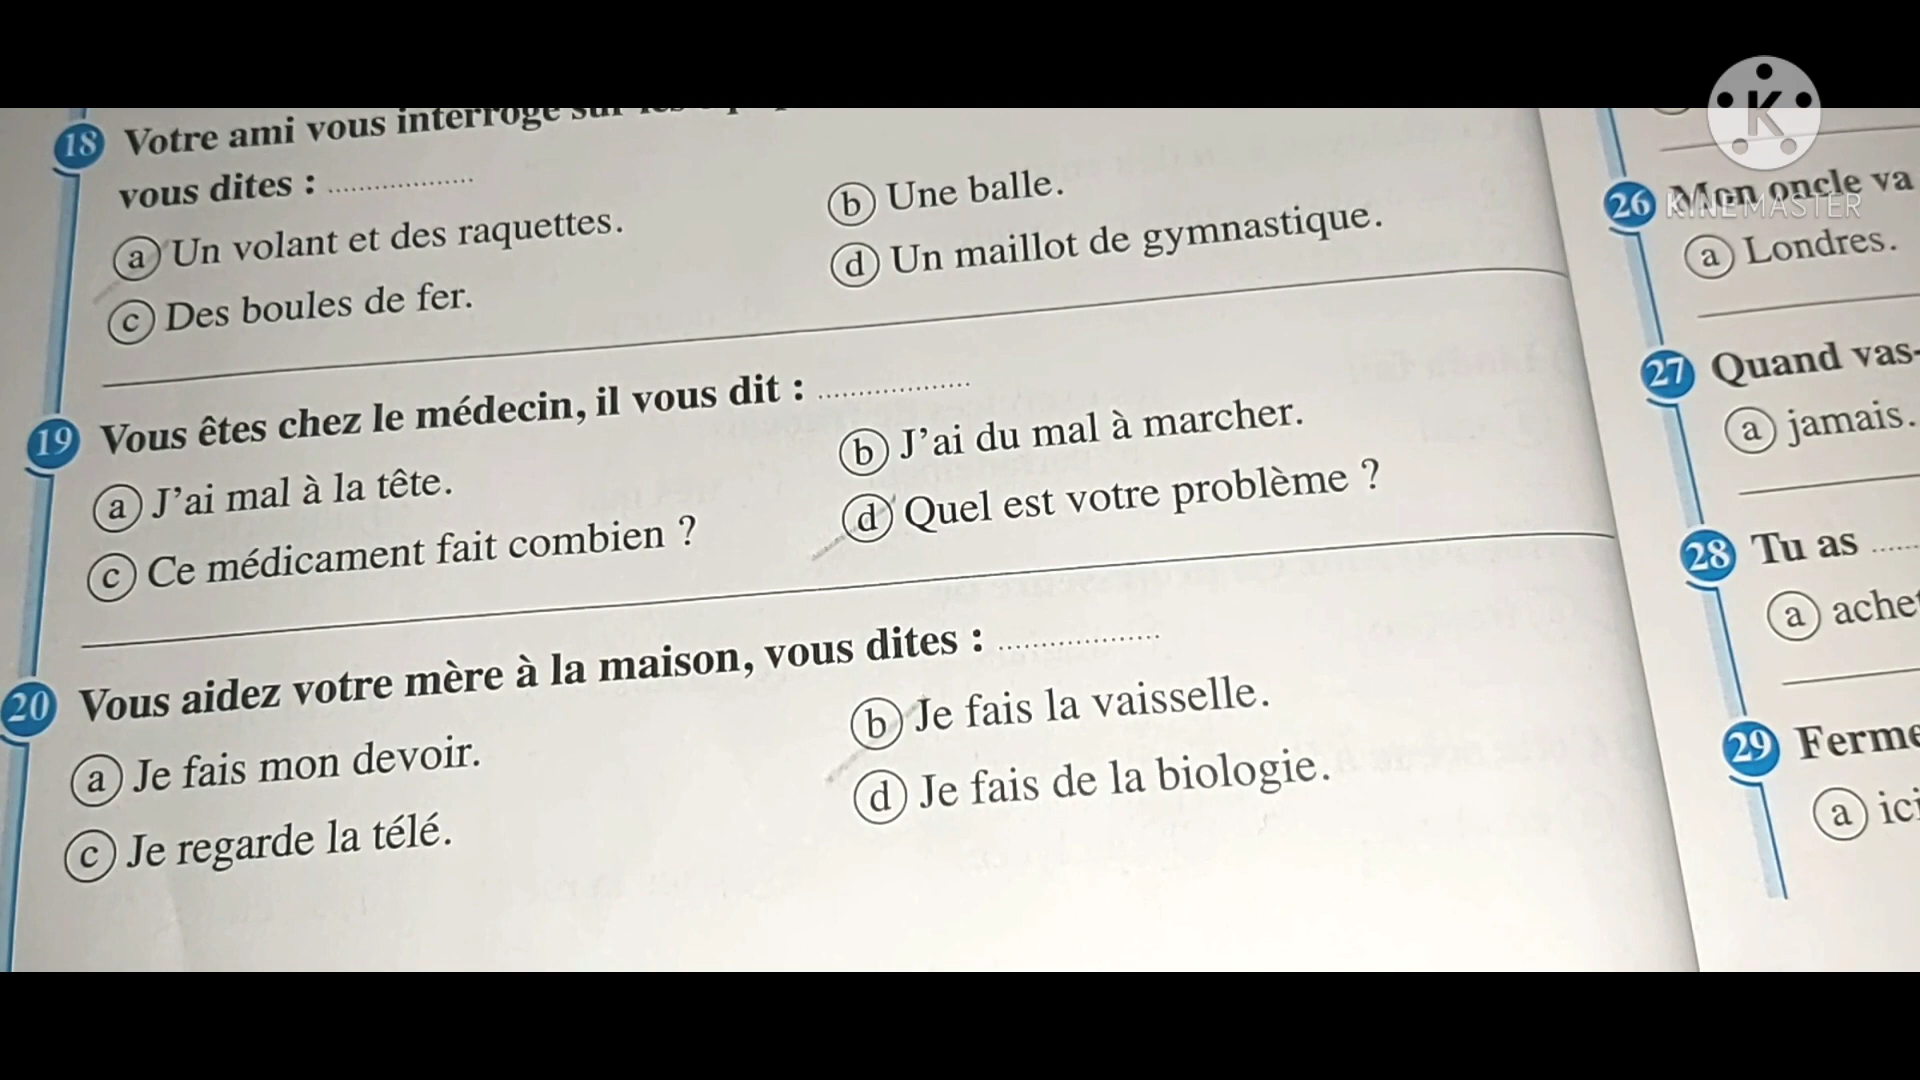 18 Votre ami vous interroge sur
vous dites : ....................
a Un volant et des raquettes.
b Une balle.
c Des boules de fer.
d Un maillot de gymnastique.
19 Vous êtes chez le médecin, il vous dit : ....................
a J'ai mal à la tête.
b J'ai du mal à marcher.
c Ce médicament fait combien ?
d Quel est votre problème ?
20 Vous aidez votre mère à la maison, vous dites : ....................
a Je fais mon devoir.
b Je fais la vaisselle.
c Je regarde la télé.
d Je fais de la biologie.
K
KINEMASTER
26 Mon oncle va
a Londres.
27 Quand vas-
a jamais.
28 Tu as ......
a achet
29 Ferme
a ici